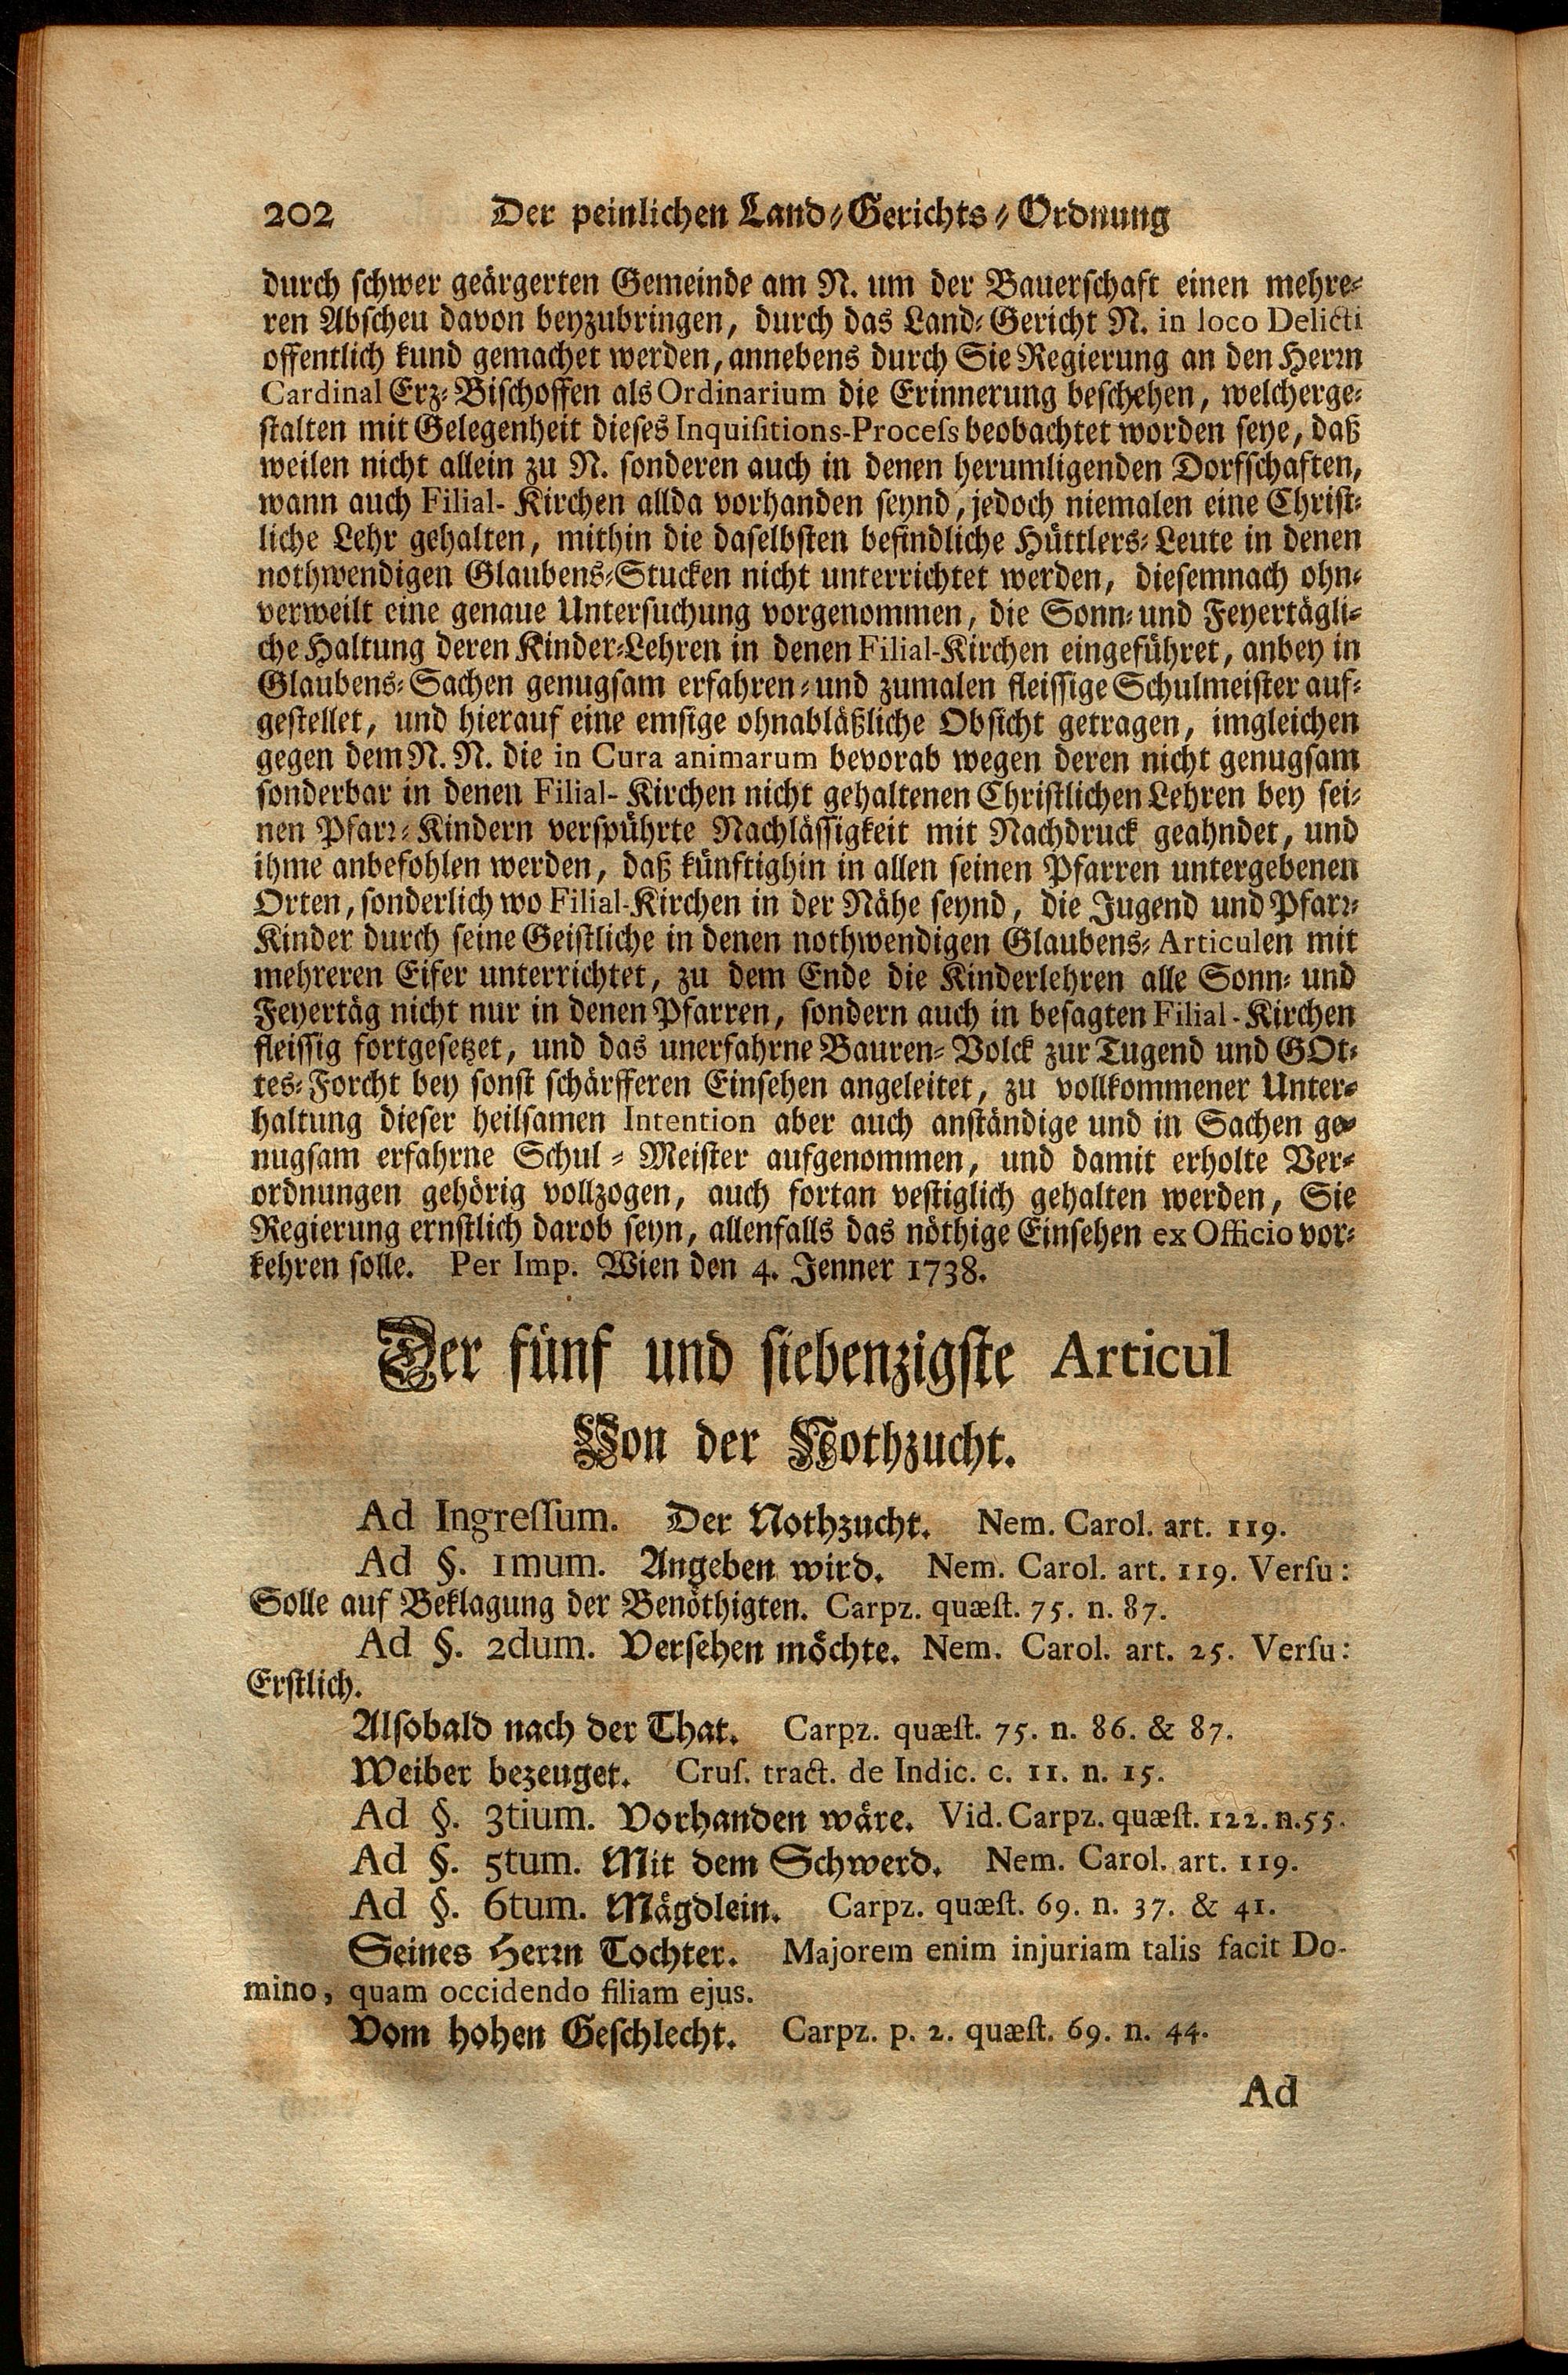 202 Der peinlichen Land-Gerichts-Ordnung
durch schwer geärgerten Gemeinde am N. um der Bauerschaft einen mehre-
ren Abscheu davon beyzubringen, durch das Land-Gericht N. in loco Delicti
offentlich kund gemachet werden, annebens durch Sie Regierung an den Herrn
Cardinal Erz-Bischoffen als Ordinarium die Erinnerung beschehen, welcherge-
stalten mit Gelegenheit dieses Inquisitions-Process beobachtet worden seye, daß
weilen nicht allein zu N. sonderen auch in denen herumligenden Dorfschaften,
wann auch Filial-Kirchen allda vorhanden seynd, jedoch niemalen eine Christ-
liche Lehr gehalten, mithin die daselbsten befindliche Hüttlers-Leute in denen
nothwendigen Glaubens-Stucken nicht unterrichtet werden, diesemnach ohn-
verweilt eine genaue Untersuchung vorgenommen, die Sonn- und Feyertägli-
che Haltung deren Kinder-Lehren in denen Filial-Kirchen eingeführet, anbey in
Glaubens-Sachen genugsam erfahren- und zumalen fleissige Schulmeister auf-
gestellet, und hierauf eine emsige ohnabläßliche Obsicht getragen, imgleichen
gegen dem N. N. die in Cura animarum bevorab wegen deren nicht genugsam
sonderbar in denen Filial-Kirchen nicht gehaltenen Christlichen Lehren bey sei-
nen Pfarr-Kindern verspührte Nachlässigkeit mit Nachdruck geahndet, und
ihme anbefohlen werden, daß künftighin in allen seinen Pfarren untergebenen
Orten, sonderlich wo Filial-Kirchen in der Nähe seynd, die Jugend und Pfarr-
Kinder durch seine Geistliche in denen nothwendigen Glaubens-Articulen mit
mehreren Eifer unterrichtet, zu dem Ende die Kinderlehren alle Sonn- und
Feyertäg nicht nur in denen Pfarren, sondern auch in besagten Filial-Kirchen
fleissig fortgesetzet, und das unerfahrne Bauren-Volck zur Tugend und GOt-
tes-Forcht bey sonst schärfferen Einsehen angeleitet, zu vollkommener Unter-
haltung dieser heilsamen Intention aber auch anständige und in Sachen ge-
nugsam erfahrne Schul-Meister aufgenommen, und damit erholte Ver-
ordnungen gehörig vollzogen, auch fortan vestiglich gehalten werden, Sie
Regierung ernstlich darob seyn, allenfalls das nöthige Einsehen ex Officio vor-
kehren solle. Per Imp. Wien den 4. Jenner 1738.
Der fünf und siebenzigste Articul
Von der Nothzucht.
Ad Ingressum. Der Nothzucht. Nem. Carol. art. 119.
Ad §. 1mum. Angeben wird. Nem. Carol. art. 119. Versu:
Solle auf Beklagung der Benöthigten. Carpz. quæst. 75. n. 87.
Ad §. 2dum. Versehen möchte. Nem. Carol. art. 25. Versu:
Erstlich.
Alsobald nach der That. Carpz. quæst. 75. n. 86. & 87.
Weiber bezeuget. Crus. tract. de Indic. c. 11. n. 15.
Ad §. 3tium. Vorhanden wäre. Vid. Carpz. quæst. 122. n. 55.
Ad §. 5tum. Mit dem Schwerd. Nem. Carol. art. 119.
Ad §. 6tum. Mägdlein. Carpz. quæst. 69. n. 37. & 41.
Seines Herrn Tochter. Majorem enim injuriam talis facit Do-
mino, quam occidendo filiam ejus.
Vom hohen Geschlecht. Carpz. p. 2. quæst. 69. n. 44.
Ad